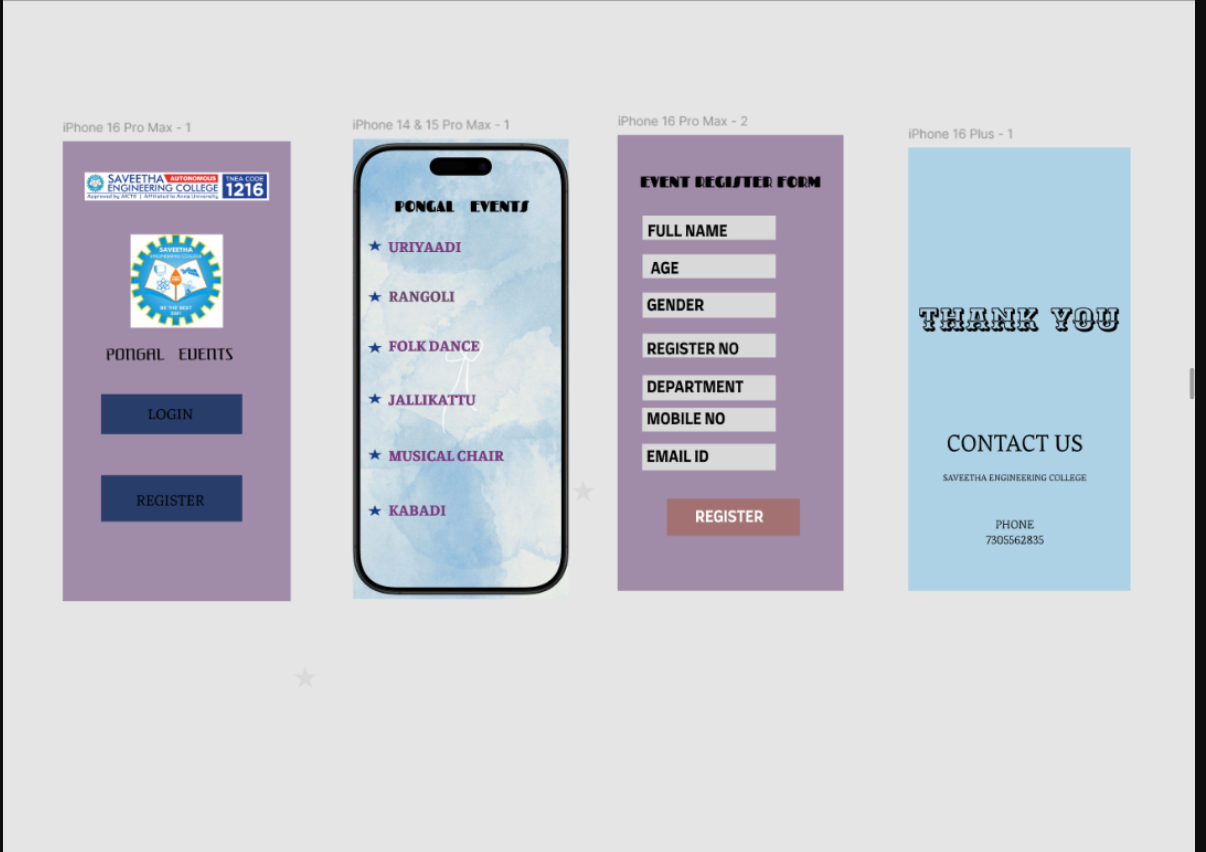 iPhone 16 Pro Max - 1
SAVEETHA AUTONOMOUS
ENGINEERING COLLEGE
Approved by AICTE | Affiliated to Anna University
TNEA CODE
1216
SAVEETHA
ENGINEERING COLLEGE
BE THE BEST
PONGAL EVENTS
LOGIN
REGISTER
iPhone 14 & 15 Pro Max - 1
PONGAL EVENTS
★ URIYAADI
★ RANGOLI
★ FOLK DANCE
★ JALLIKATTU
★ MUSICAL CHAIR
★ KABADI
iPhone 16 Pro Max - 2
EVENT REGISTER FORM
FULL NAME
AGE
GENDER
REGISTER NO
DEPARTMENT
MOBILE NO
EMAIL ID
REGISTER
iPhone 16 Plus - 1
THANK YOU
CONTACT US
SAVEETHA ENGINEERING COLLEGE
PHONE
7305562835